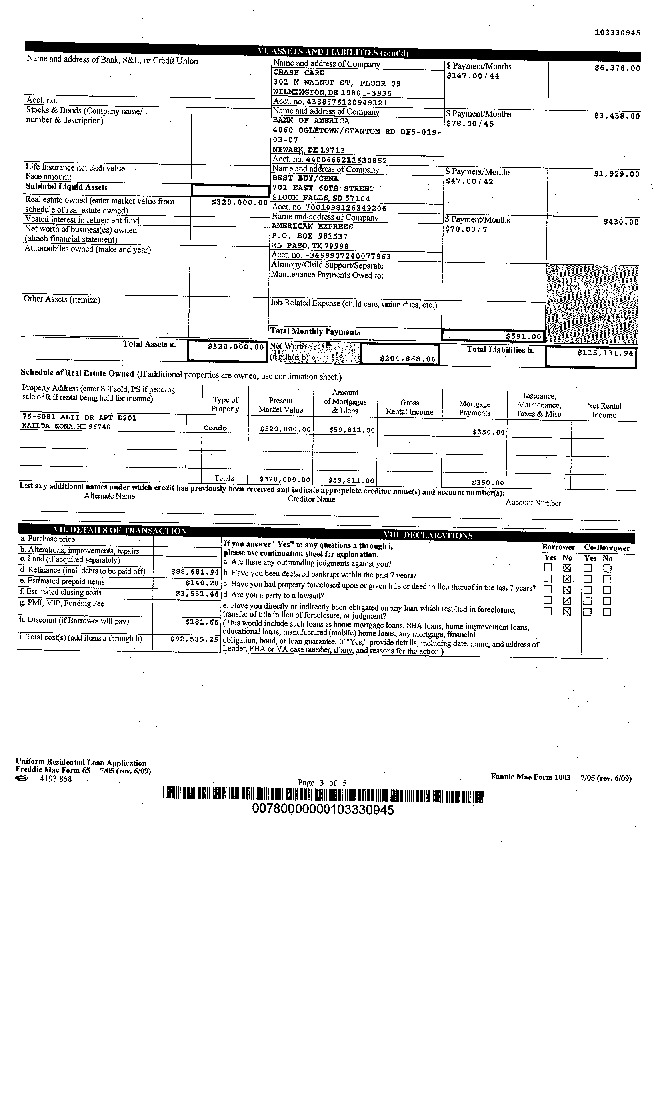 103330945
VI. ASSETS AND LIABILITIES (cont'd)
Name and address of Bank, S&L, or Credit Union
Name and address of Company
$ Payment/Months
$6,378.00
CHASE CARD
$147.00/44
301 N WALNUT ST, FLOOR 09
WILMINGTON, DE 19801-3935
Acct. no.
Acct. no.
Stocks & Bonds (Company name/
number & description)
Name and address of Company
$ Payment/Months
$3,458.00
BANK OF AMERICA
$78.00/45
4060 OGLETOWN/STANTON RD DE5-019-
03-07
NEWARK, DE 19713
Acct. no. 4400666212530852
Life insurance net cash value
Face amount:
Name and address of Company
$ Payment/Months
$1,929.00
BEST BUY/CBNA
$47.00/42
Subtotal Liquid Assets
701 EAST 60TH STREET
Real estate owned (enter market value from
schedule of real estate owned)
$320,000.00
SIOUX FALLS, SD 57104
Acct. no. 7001998126349206
Vested interest in retirement fund
Name and address of Company
$ Payment/Months
$430.00
Net worth of business(es) owned
(attach financial statement)
AMERICAN EXPRESS
$70.00/7
P.O. BOX 981537
Automobiles owned (make and year)
EL PASO, TX 79998
Acct. no. -3499907240077863
Alimony/Child Support/Separate
Maintenance Payments Owed to:
Other Assets (itemize)
Job Related Expense (child care, union dues, etc.)
Total Monthly Payments
$591.00
Total Assets a.
$320,000.00
Net Worth
(a minus b)
$204,868.06
Total Liabilities b.
$115,131.94
Schedule of Real Estate Owned (If additional properties are owned, use continuation sheet.)
Property Address (enter S if sold, PS if pending
sale or R if rental being held for income)
Type of
Property
Present
Market Value
Amount
of Mortgages
& Liens
Gross
Rental Income
Mortgage
Payments
Insurance,
Maintenance,
Taxes & Misc
Net Rental
Income
75-6081 ALII DR APT D201
KAILUA KONA, HI 96740
Condo
$320,000.00
$59,811.00
$350.00
Totals
$320,000.00
$59,811.00
$350.00
List any additional names under which credit has previously been received and indicate appropriate creditor name(s) and account number(s):
Alternate Name
Creditor Name
Account Number
VII. DETAILS OF TRANSACTION
VIII. DECLARATIONS
a. Purchase price
b. Alterations, improvements, repairs
c. Land (if acquired separately)
d. Refinance (incl. debts to be paid off)
$88,681.94
e. Estimated prepaid items
$140.20
f. Estimated closing costs
$3,531.44
g. PMI, MIP, Funding Fee
h. Discount (if Borrower will pay)
$181.66
i. Total costs (add items a through h)
$92,535.25
If you answer "Yes" to any questions a through i,
please use continuation sheet for explanation.
Borrower
Co-Borrower
Yes No
Yes No
a. Are there any outstanding judgments against you?
b. Have you been declared bankrupt within the past 7 years?
c. Have you had property foreclosed upon or given title or deed in lieu thereof in the last 7 years?
d. Are you a party to a lawsuit?
e. Have you directly or indirectly been obligated on any loan which resulted in foreclosure,
transfer of title in lieu of foreclosure, or judgment?
(This would include such loans as home mortgage loans, SBA loans, home improvement loans,
educational loans, manufactured (mobile) home loans, any mortgage, financial
obligation, bond, or loan guarantee. If "Yes," provide details, including date, name, and address of
Lender, FHA or VA case number, if any, and reasons for the action.)
Uniform Residential Loan Application
Freddie Mac Form 65 7/05 (rev. 6/09)
Page 3 of 5
Fannie Mae Form 1003 7/05 (rev. 6/09)
00780000000103330945